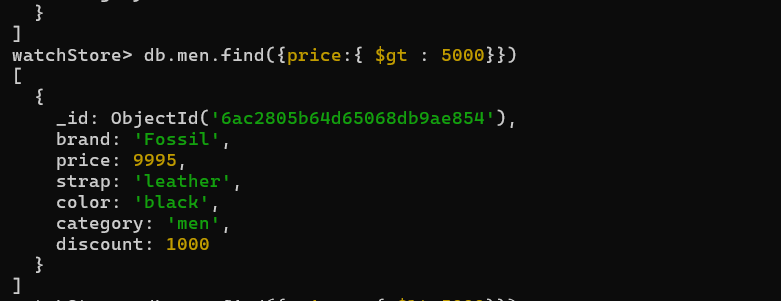 }
]
watchStore> db.men.find({price:{ $gt : 5000}})
[
  {
    _id: ObjectId('6ac2805b64d65068db9ae854'),
    brand: 'Fossil',
    price: 9995,
    strap: 'leather',
    color: 'black',
    category: 'men',
    discount: 1000
  }
]